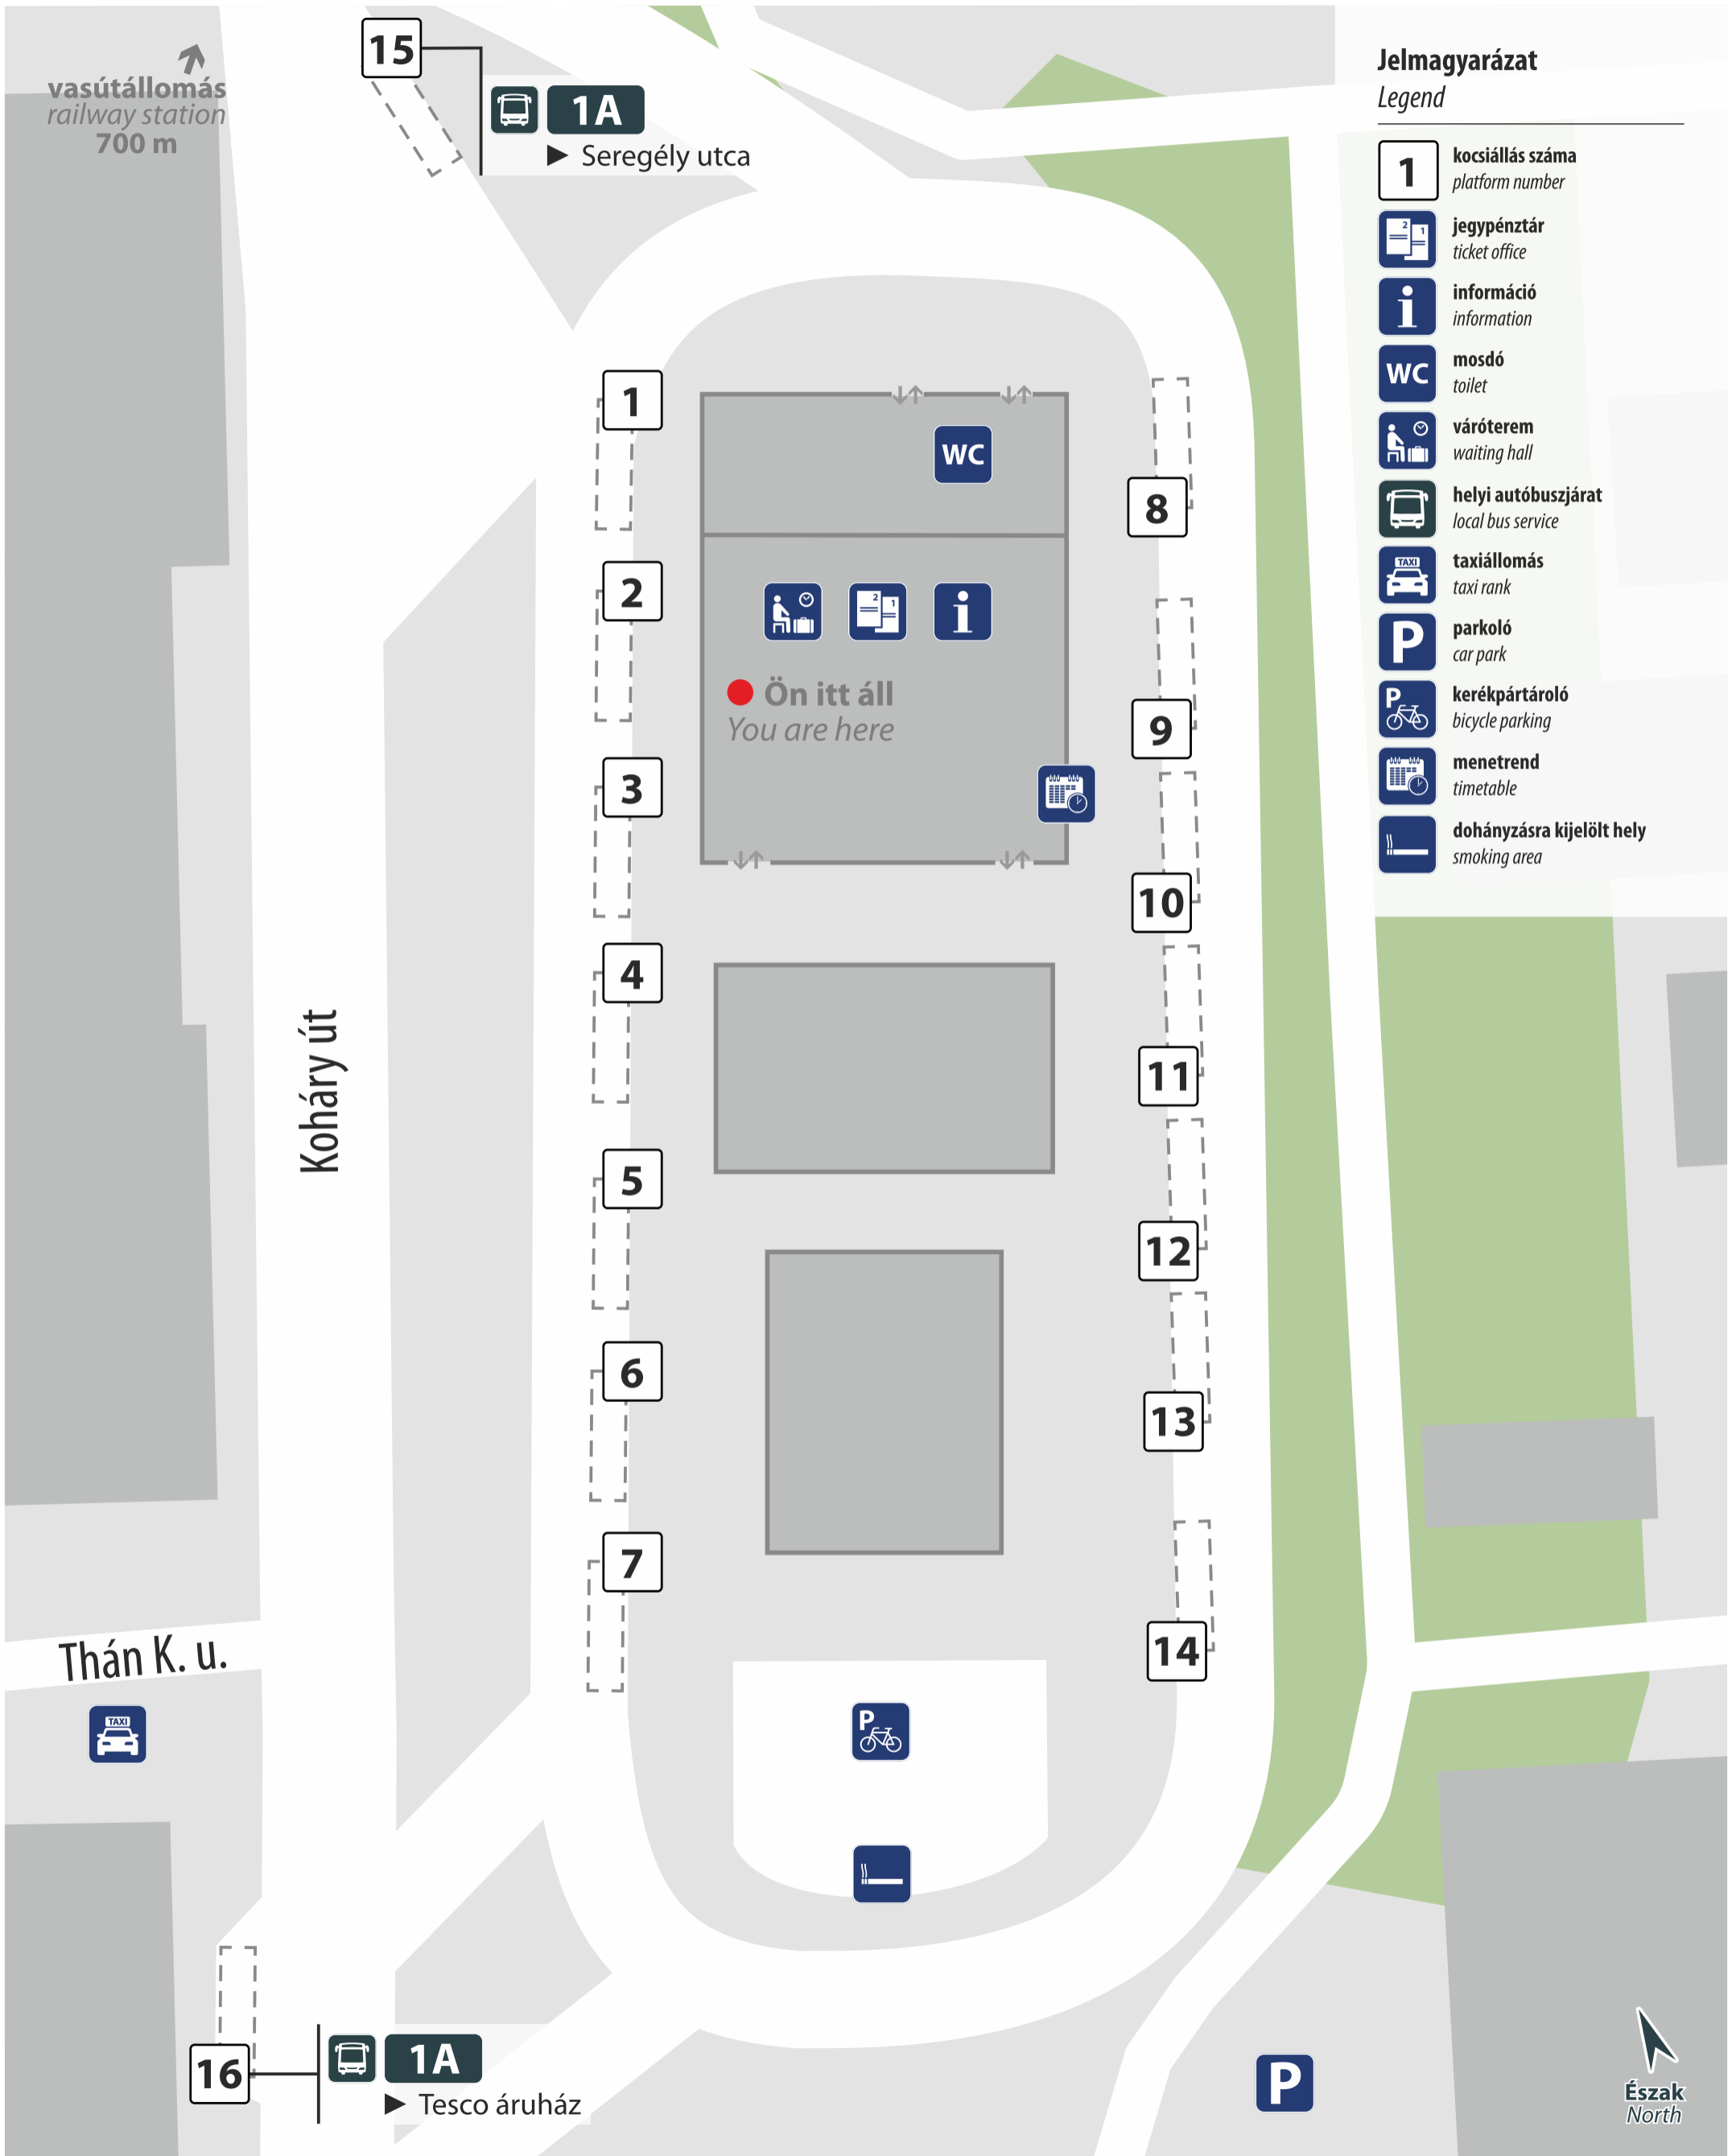 vasútállomás
railway station
700 m
15
1A
Seregély utca
Jelmagyarázat
Legend
1
kocsiállás száma
platform number
2 1
jegypénztár
ticket office
i
információ
information
WC
mosdó
toilet
váróterem
waiting hall
helyi autóbuszjárat
local bus service
TAXI
taxiállomás
taxi rank
P
parkoló
car park
P
kerékpártároló
bicycle parking
menetrend
timetable
dohányzásra kijelölt hely
smoking area
1
WC
8
2
2 1
i
Ön itt áll
You are here
9
3
10
4
11
Koháry út
5
12
6
13
7
14
Thán K. u.
TAXI
P
16
1A
Tesco áruház
P
Észak
North